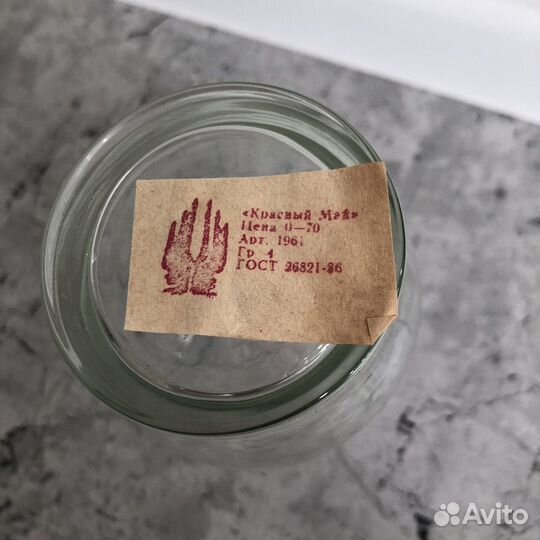 «Красный Май»
Цена 0—70
Арт. 1961
Гр 4
ГОСТ 26821-86
Avito